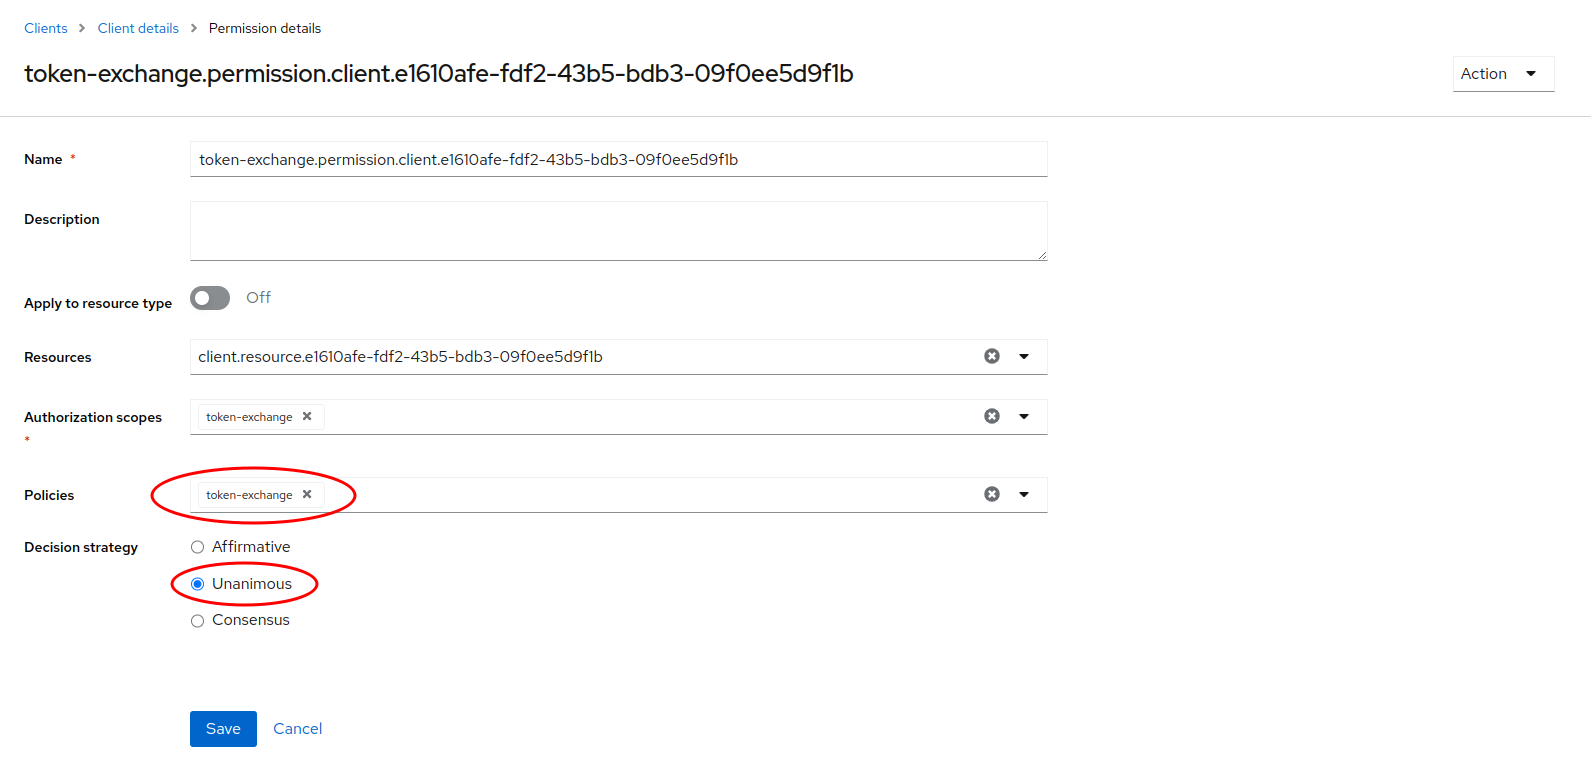 Clients > Client details > Permission details
token-exchange.permission.client.e1610afe-fdf2-43b5-bdb3-09f0ee5d9f1b
Action
Name *
token-exchange.permission.client.e1610afe-fdf2-43b5-bdb3-09f0ee5d9f1b
Description
Apply to resource type
Off
Resources
client.resource.e1610afe-fdf2-43b5-bdb3-09f0ee5d9f1b
Authorization scopes
*
token-exchange
Policies
token-exchange
Decision strategy
Affirmative
Unanimous
Consensus
Save
Cancel